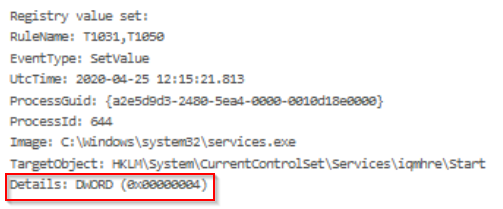 Registry value set:
RuleName: T1031,T1050
EventType: SetValue
UtcTime: 2020-04-25 12:15:21.813
ProcessGuid: {a2e5d9d3-2480-5ea4-0000-0010d18e0000}
ProcessId: 644
Image: C:\Windows\system32\services.exe
TargetObject: HKLM\System\CurrentControlSet\Services\iqmhre\Start
Details: DWORD (0x00000004)